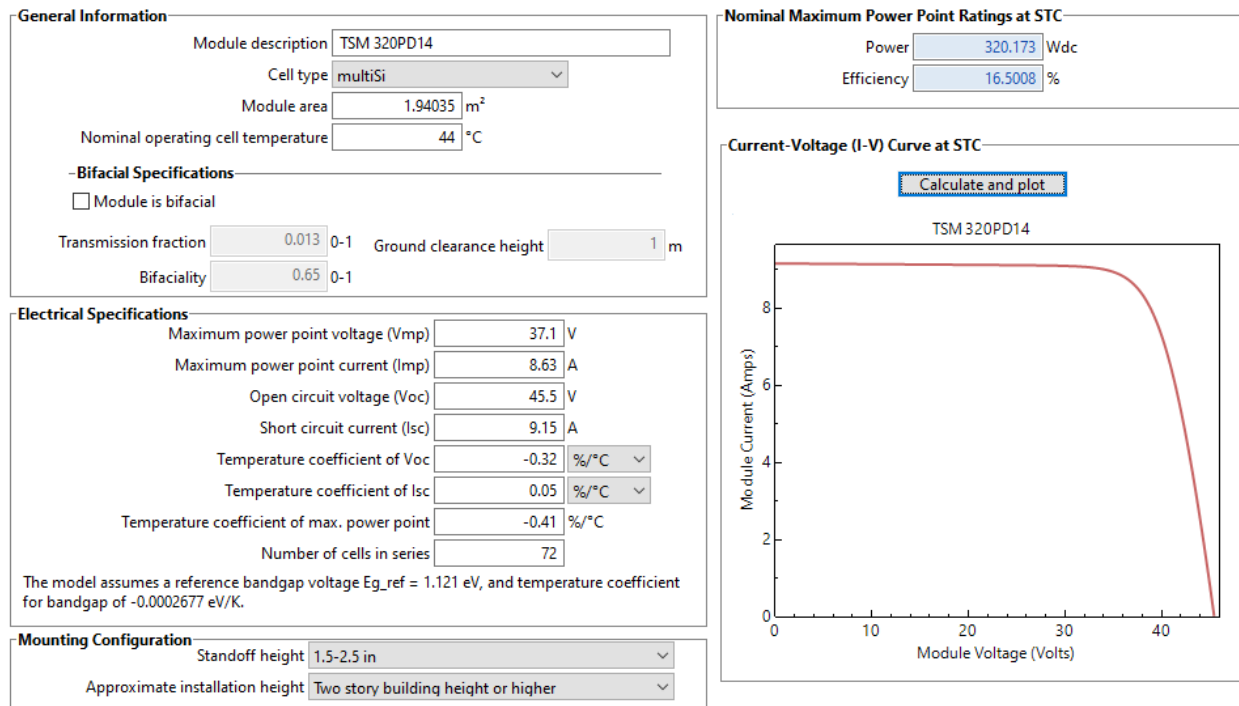 General Information
Module description TSM 320PD14
Cell type multiSi
Module area 1.94035 m²
Nominal operating cell temperature 44 °C
Bifacial Specifications
Module is bifacial
Transmission fraction 0.013 0-1 Ground clearance height 1 m
Bifaciality 0.65 0-1
Electrical Specifications
Maximum power point voltage (Vmp) 37.1 V
Maximum power point current (Imp) 8.63 A
Open circuit voltage (Voc) 45.5 V
Short circuit current (Isc) 9.15 A
Temperature coefficient of Voc -0.32 %/°C
Temperature coefficient of Isc 0.05 %/°C
Temperature coefficient of max. power point -0.41 %/°C
Number of cells in series 72
The model assumes a reference bandgap voltage Eg_ref = 1.121 eV, and temperature coefficient
for bandgap of -0.0002677 eV/K.
Mounting Configuration
Standoff height 1.5-2.5 in
Approximate installation height Two story building height or higher
Nominal Maximum Power Point Ratings at STC
Power 320.173 Wdc
Efficiency 16.5008 %
Current-Voltage (I-V) Curve at STC
Calculate and plot
TSM 320PD14
Module Current (Amps)
8
6
4
2
0
0 10 20 30 40
Module Voltage (Volts)